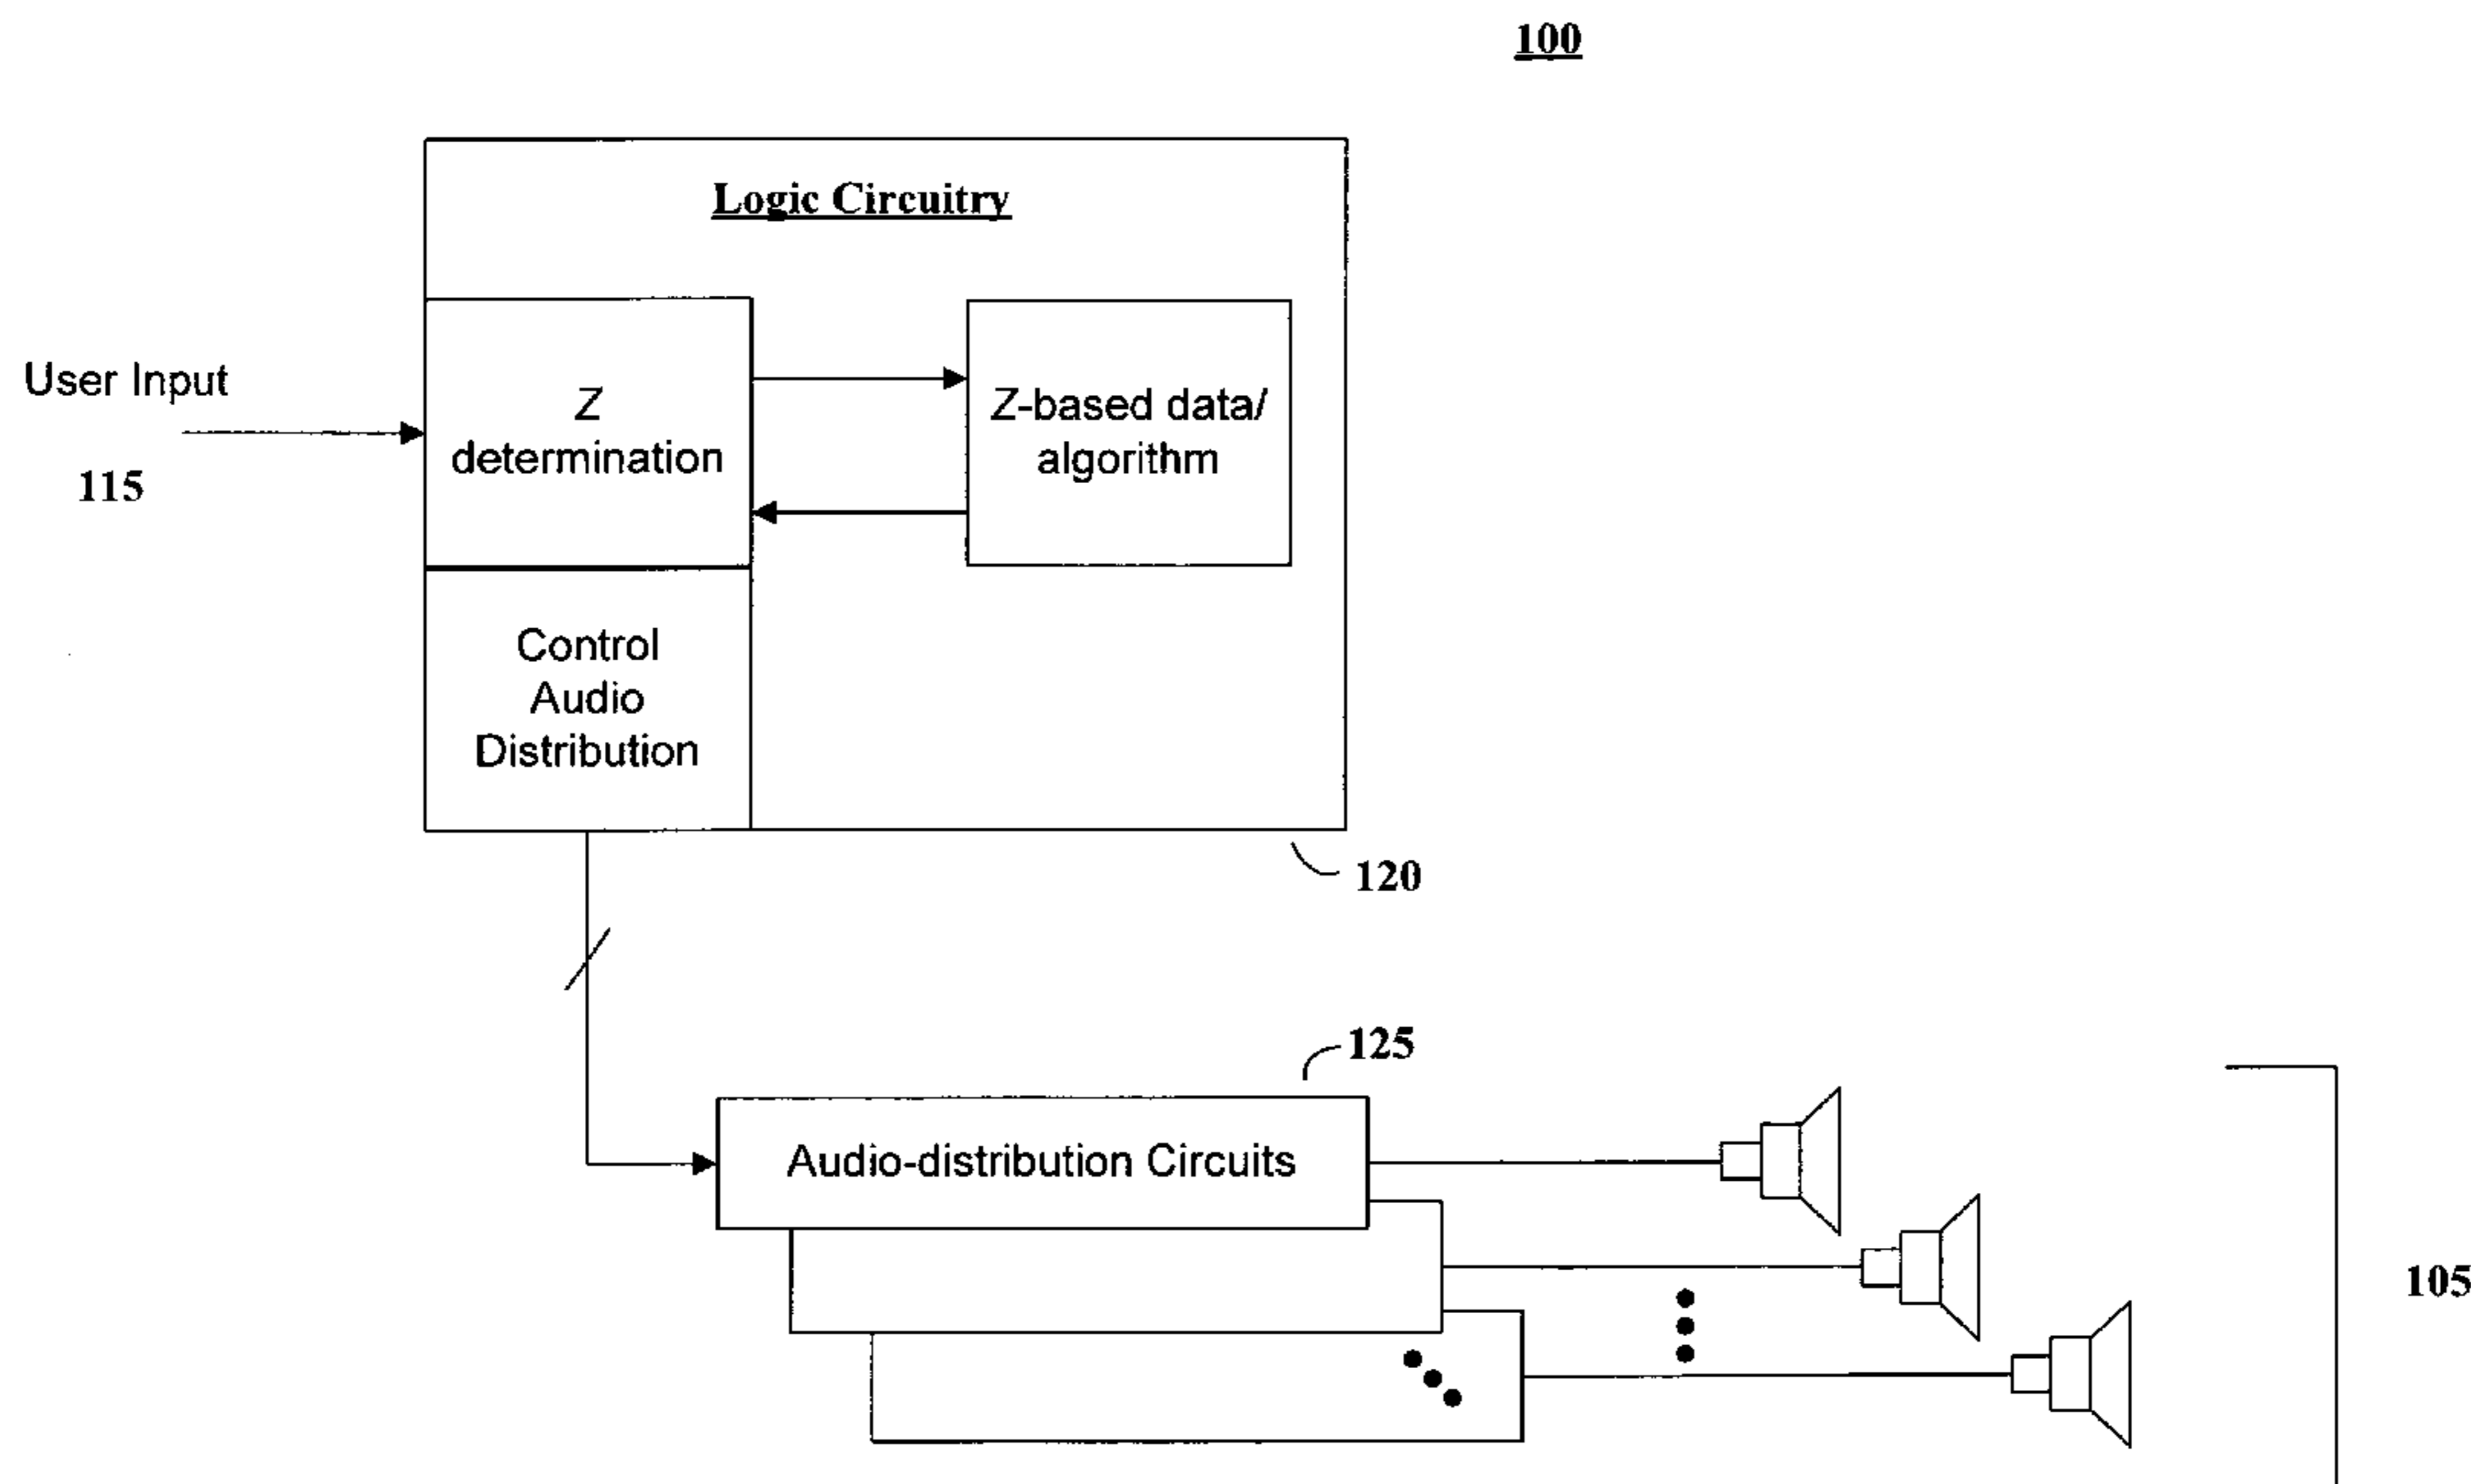 100
Logic Circuitry
User Input
115
Z
determination
Z-based data/
algorithm
Control
Audio
Distribution
120
125
Audio-distribution Circuits
105